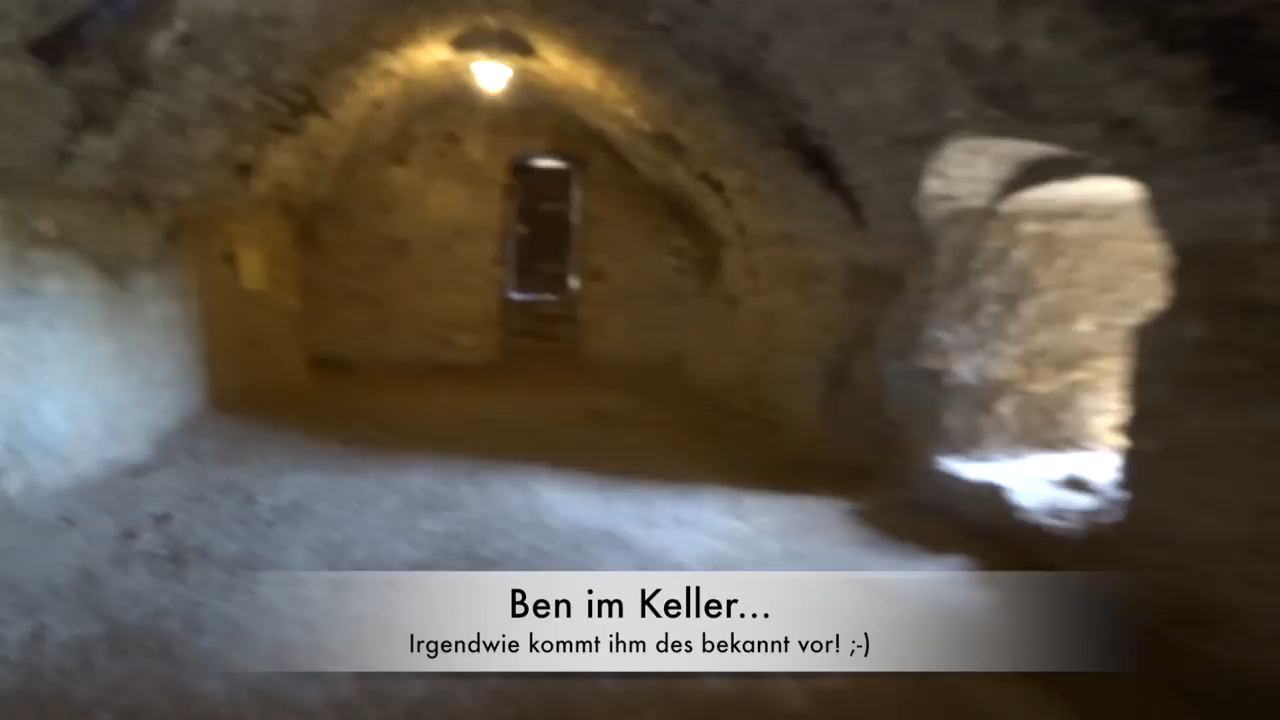 Ben im Keller...
Irgendwie kommt ihm des bekannt vor! ;-)